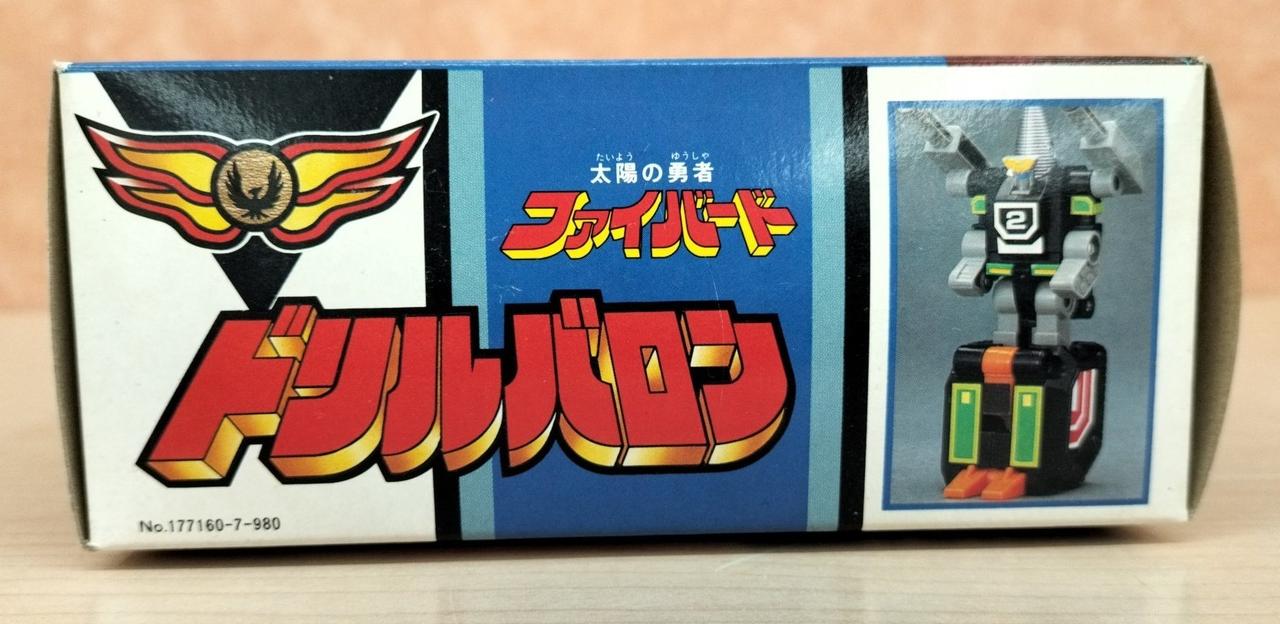 たいよう ゆうしゃ
太陽の勇者
ファイバード
ドリルバロン
No.177160-7-980
2